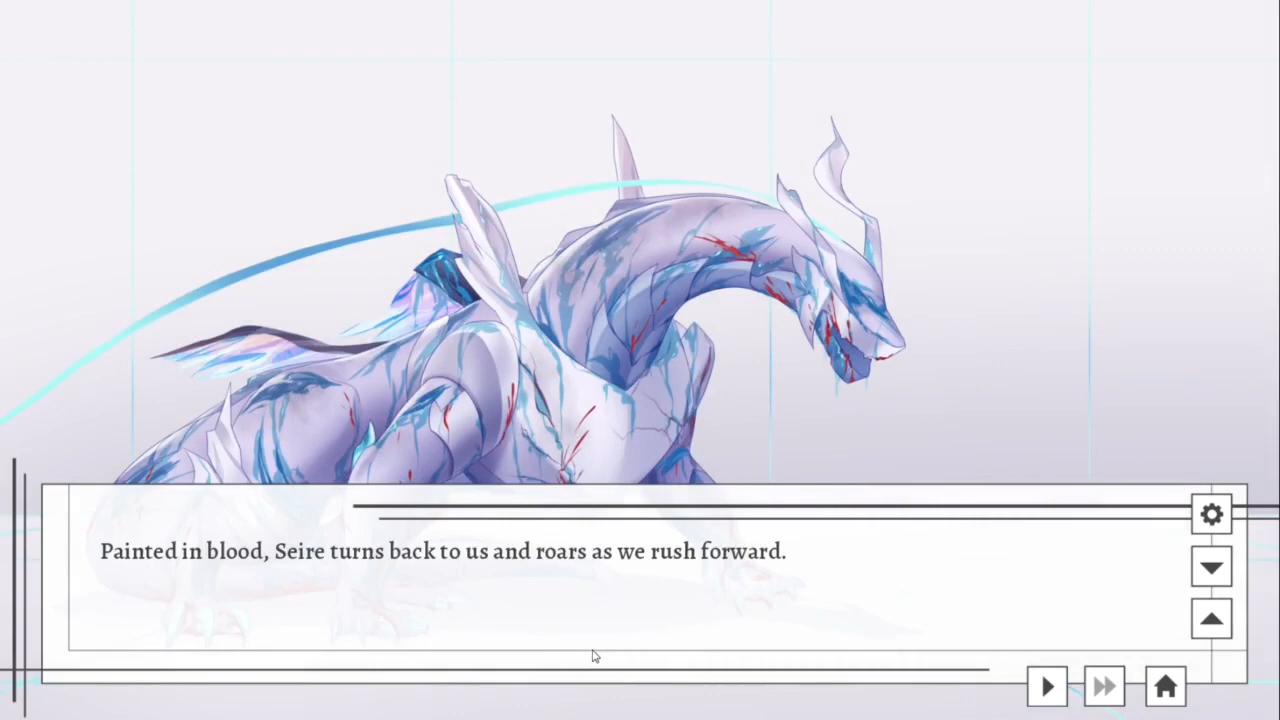 Painted in blood, Seire turns back to us and roars as we rush forward.